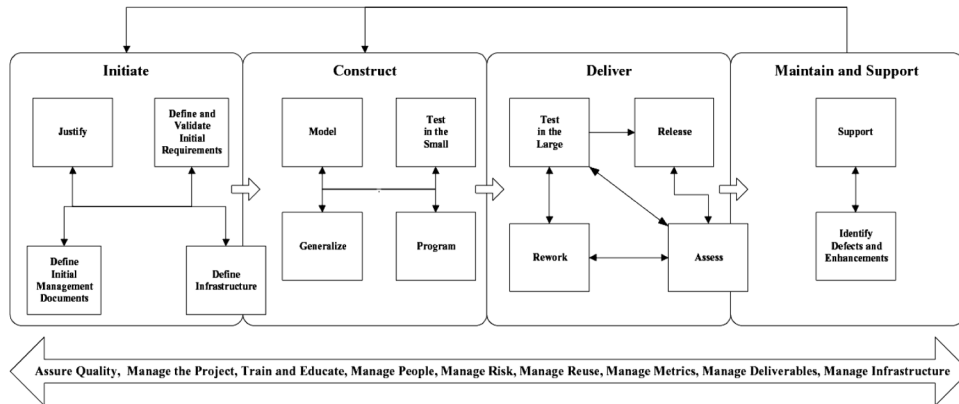 Initiate
Justify
Define and
Validate
Initial
Requirements
Define
Initial
Management
Documents
Define
Infrastructure
Construct
Model
Test
in the
Small
Generalize
Program
Deliver
Test
in the
Large
Release
Rework
Assess
Maintain and Support
Support
Identify
Defects and
Enhancements
Assure Quality, Manage the Project, Train and Educate, Manage People, Manage Risk, Manage Reuse, Manage Metrics, Manage Deliverables, Manage Infrastructure